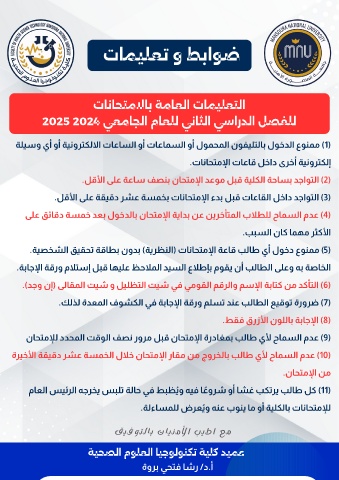 MANSOURA NATIONAL UNIVERSITY
MNU
ضوابط و تعليمات
التعليمات العامة بالامتحانات
للفصل الدراسي الثاني للعام الجامعي 2024 2025
(1) ممنوع الدخول بالتليفون المحمول أو السماعات أو الساعات الالكترونية أو أي وسيلة
إلكترونية أخرى داخل قاعات الإمتحانات.
(2) التواجد بساحة الكلية قبل موعد الإمتحان بنصف ساعة على الأقل.
(3) التواجد داخل القاعات قبل بدء الإمتحانات بخمسة عشر دقيقة على الأقل.
(4) عدم السماح للطلاب المتأخرين عن بداية الإمتحان بالدخول بعد خمسة دقائق على
الأكثر مهما كان السبب.
(5) ممنوع دخول أي طالب قاعة الإمتحانات (النظرية) بدون بطاقة تحقيق الشخصية.
الخاصة به وعلى الطالب أن يقوم بإطلاع السيد الملاحظ عليها قبل إستلام ورقة الإجابة.
(6) التأكد من كتابة الإسم والرقم القومي في شيت التظليل و شيت المقالى (إن وجد).
(7) ضرورة توقيع الطالب عند تسلم ورقة الإجابة في الكشوف المعدة لذلك.
(8) الإجابة باللون الأزرق فقط.
(9) عدم السماح لأي طالب بمغادرة الإمتحان قبل مرور نصف الوقت المحدد للإمتحان
(10) عدم السماح لأي طالب بالخروج من مقار الإمتحان خلال الخمسة عشر دقيقة الأخيرة
من الإمتحان.
(11) كل طالب يرتكب غشا أو شروعًا فيه ويُضبط في حالة تلبس يخرجه الرئيس العام
للإمتحانات بالكلية أو ما ينوب عنه ويُعرض للمساءلة.
مع اطيب الأمنيات بالتوفيق
عميد كلية تكنولوجيا العلوم الصحية
أ.د/ رشا فتحي بروة